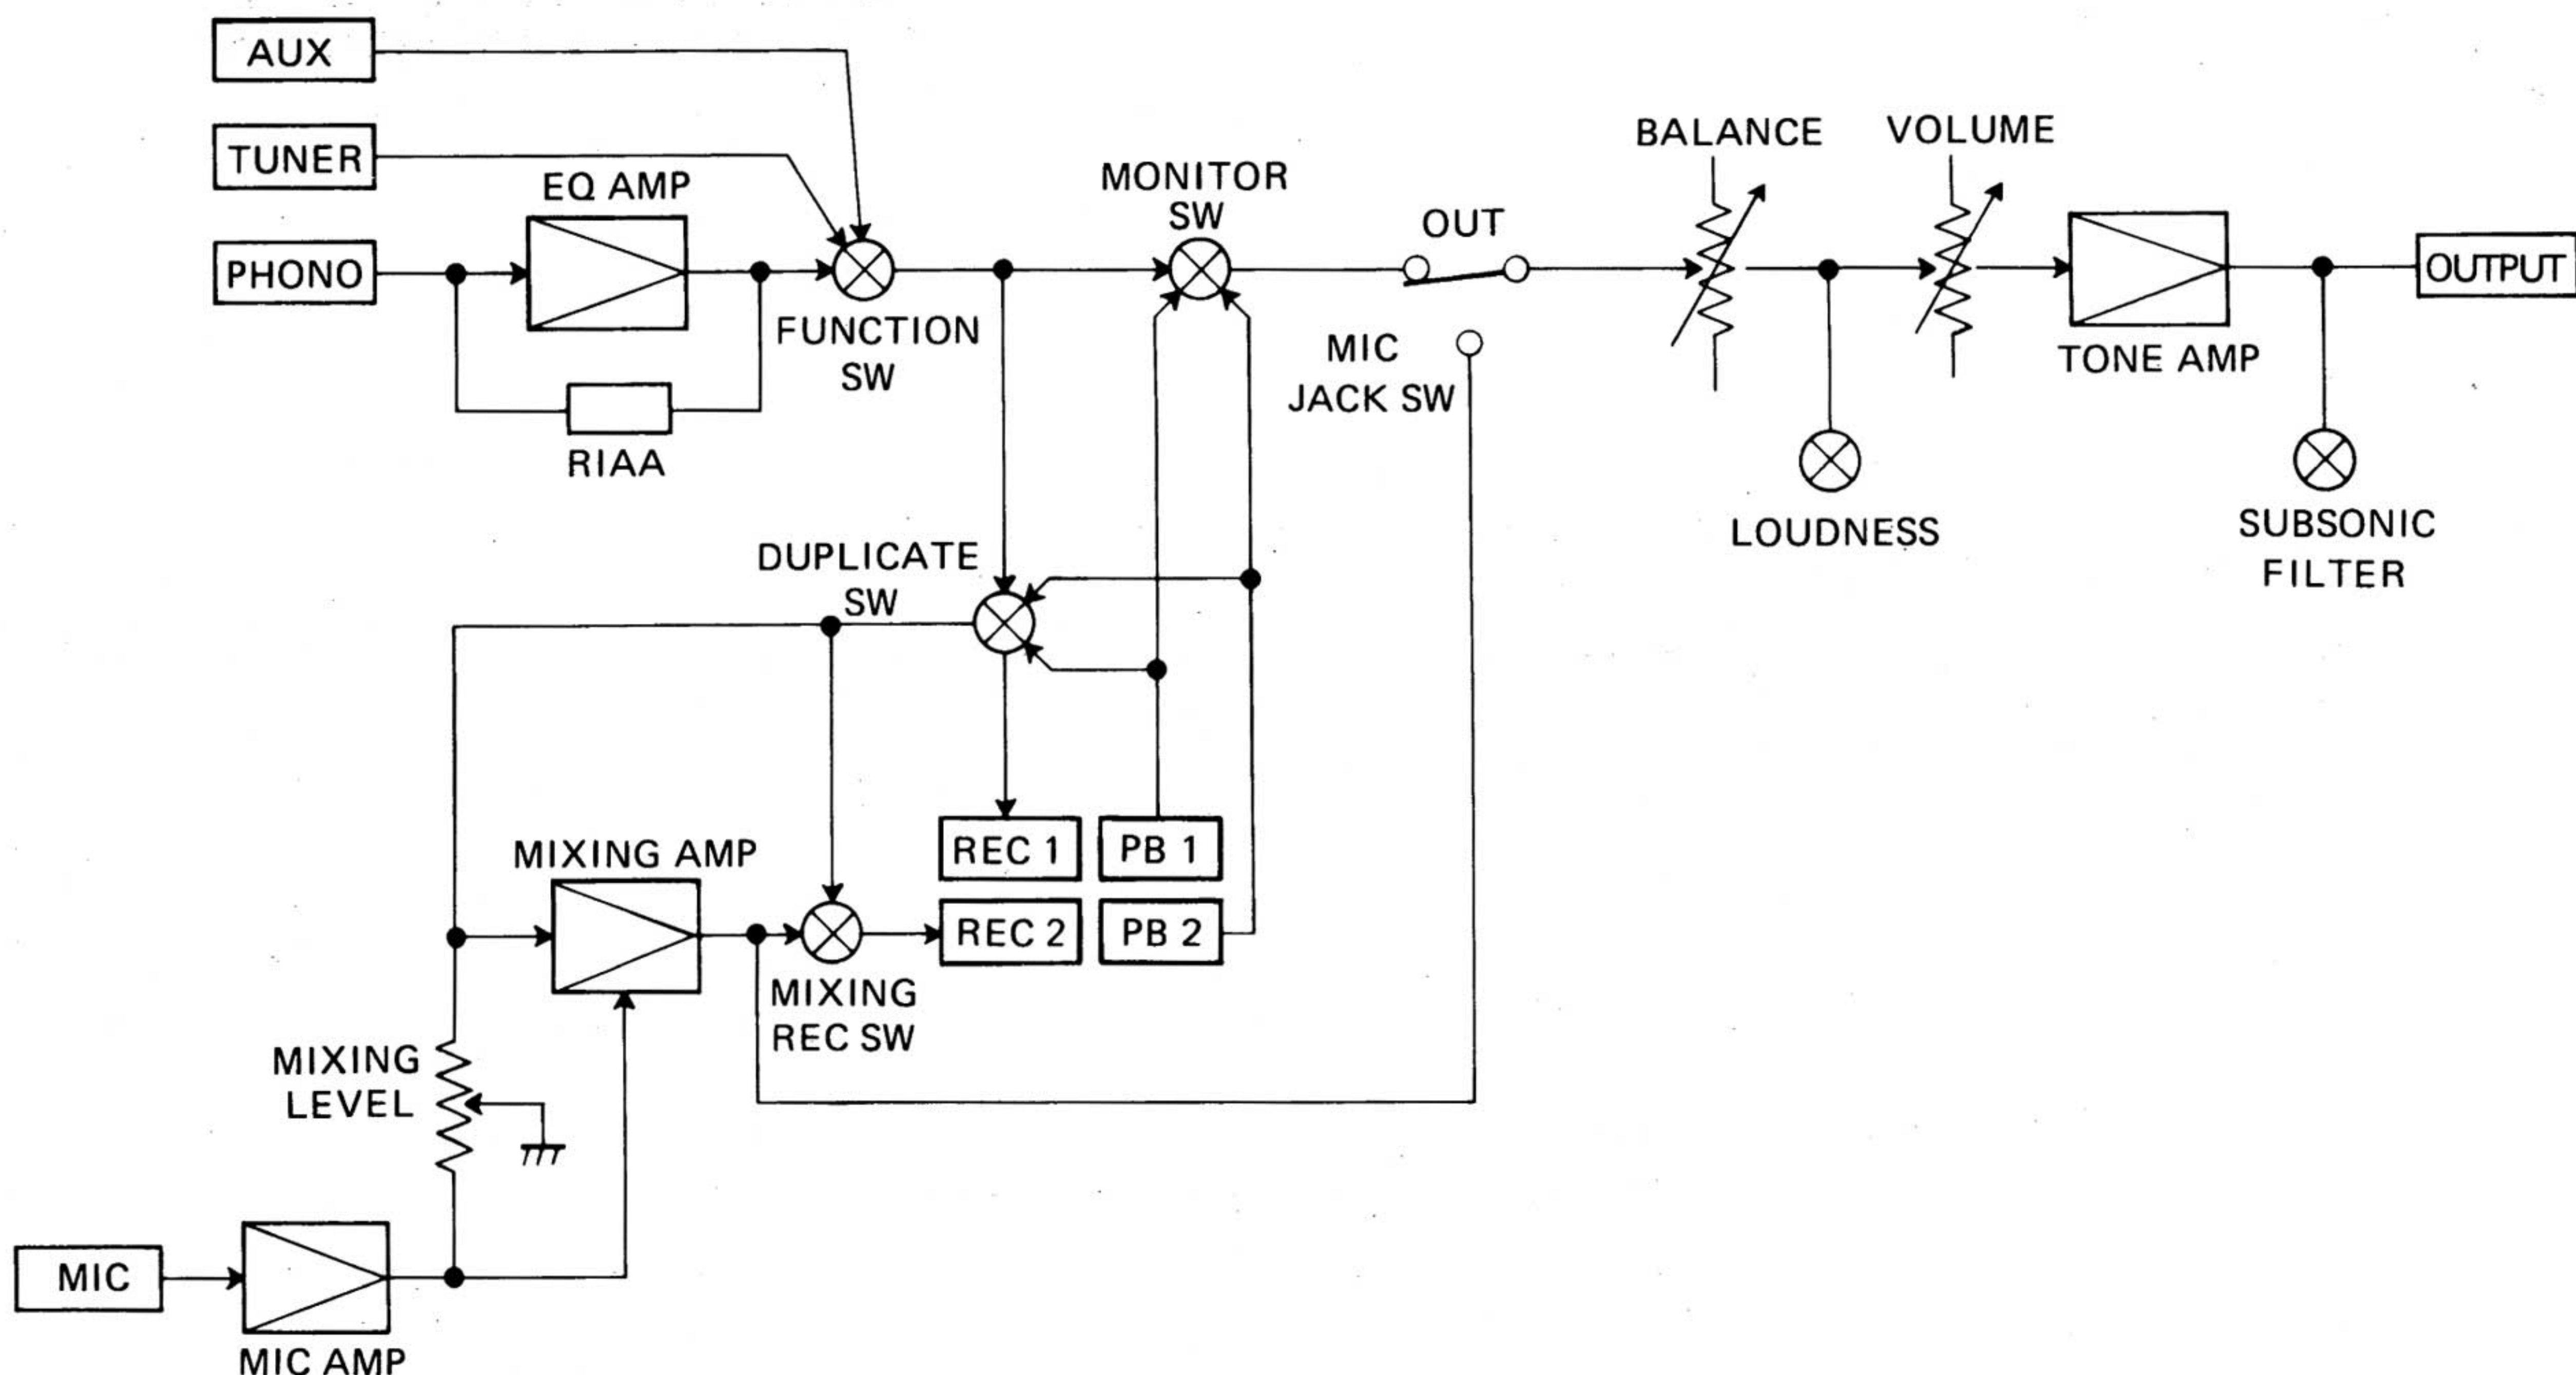 AUX
TUNER
EQ AMP
PHONO
RIAA
FUNCTION
SW
MONITOR
SW
OUT
MIC
JACK SW
BALANCE
VOLUME
LOUDNESS
TONE AMP
OUTPUT
SUBSONIC
FILTER
DUPLICATE
SW
REC 1
PB 1
REC 2
PB 2
MIXING AMP
MIXING
REC SW
MIXING
LEVEL
MIC
MIC AMP